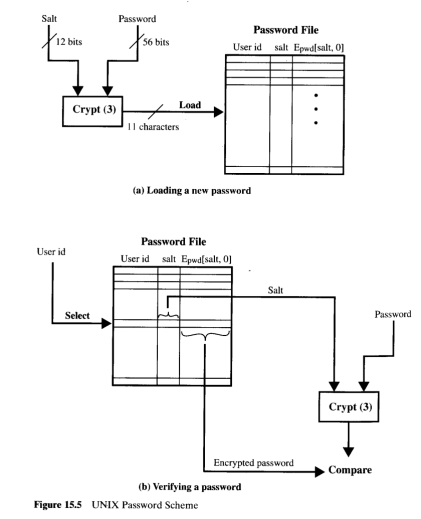 Salt
Password
12 bits
56 bits
Crypt (3)
Load
11 characters
Password File
User id salt Epwd[salt, 0]
(a) Loading a new password
Password File
User id
User id salt Epwd[salt, 0]
Select
Salt
Password
Crypt (3)
Encrypted password
Compare
(b) Verifying a password
Figure 15.5 UNIX Password Scheme